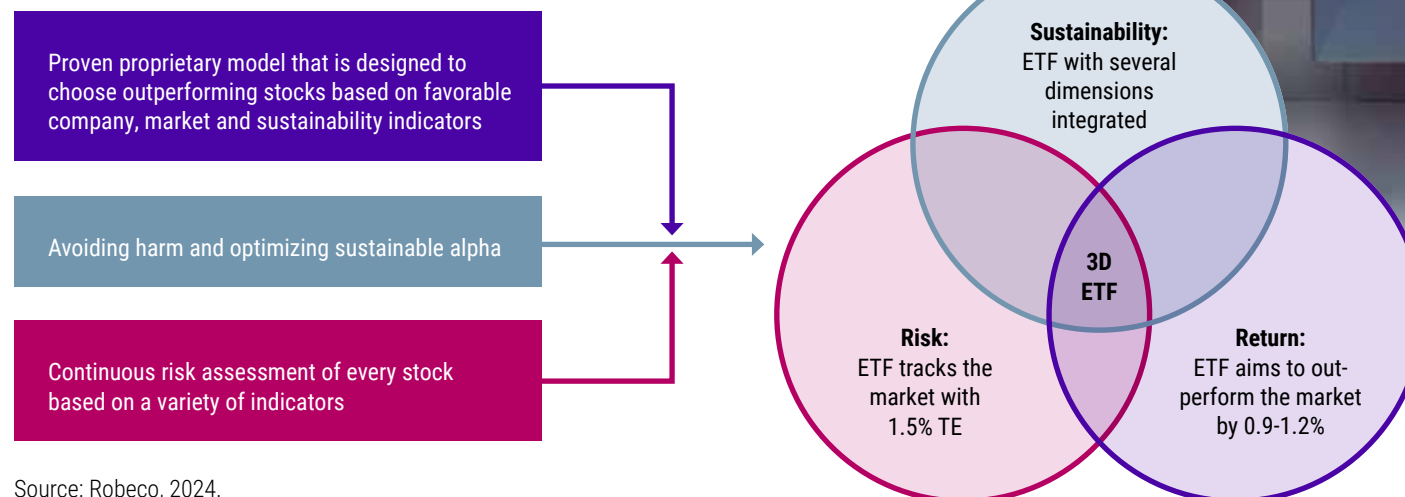 Proven proprietary model that is designed to
choose outperforming stocks based on favorable
company, market and sustainability indicators
Avoiding harm and optimizing sustainable alpha
Continuous risk assessment of every stock
based on a variety of indicators
Sustainability:
ETF with several
dimensions
integrated
3D
ETF
Risk:
ETF tracks the
market with
1.5% TE
Return:
ETF aims to out-
perform the market
by 0.9-1.2%
Source: Robeco, 2024.